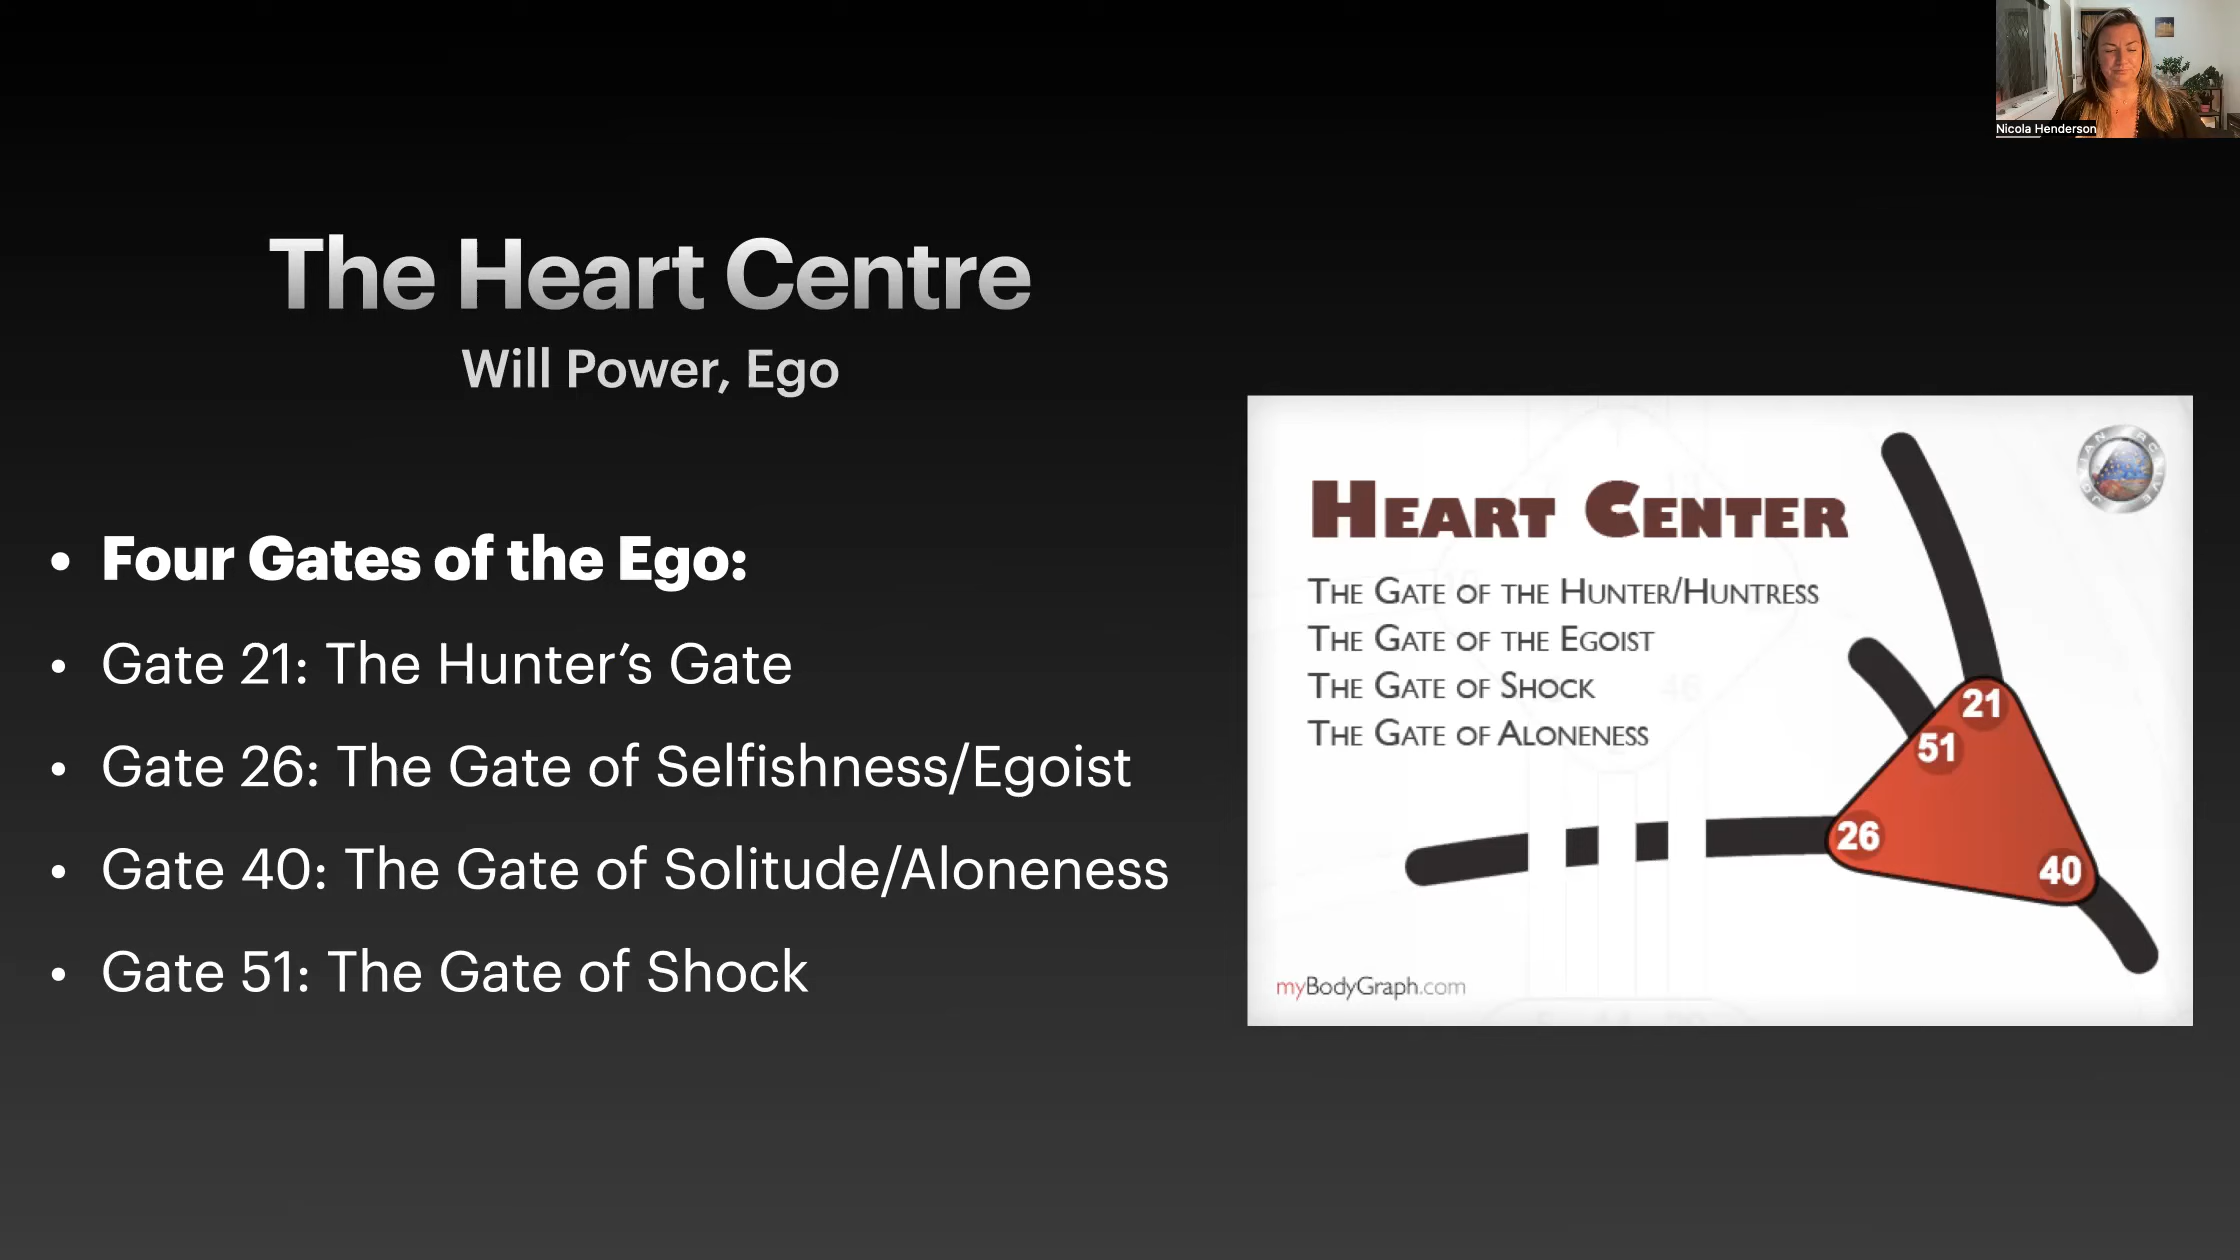 Nicola Henderson
The Heart Centre
Will Power, Ego
• Four Gates of the Ego:
• Gate 21: The Hunter’s Gate
• Gate 26: The Gate of Selfishness/Egoist
• Gate 40: The Gate of Solitude/Aloneness
• Gate 51: The Gate of Shock
HEART CENTER
THE GATE OF THE HUNTER/HUNTRESS
THE GATE OF THE EGOIST
THE GATE OF SHOCK
THE GATE OF ALONENESS
21
51
26
40
myBodyGraph.com